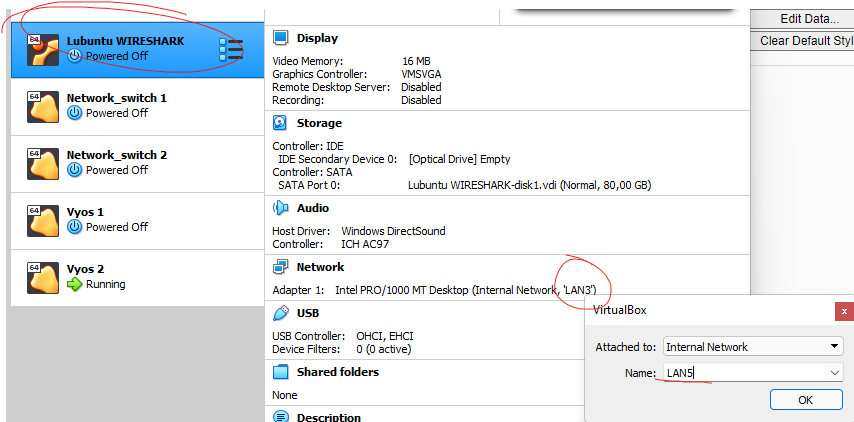 64
Lubuntu WIRESHARK
Powered Off
64
Network_switch 1
Powered Off
64
Network_switch 2
Powered Off
64
Vyos 1
Powered Off
64
Vyos 2
Running
Display
Video Memory: 16 MB
Graphics Controller: VMSVGA
Remote Desktop Server: Disabled
Recording: Disabled
Storage
Controller: IDE
IDE Secondary Device 0: [Optical Drive] Empty
Controller: SATA
SATA Port 0: Lubuntu WIRESHARK-disk1.vdi (Normal, 80,00 GB)
Audio
Host Driver: Windows DirectSound
Controller: ICH AC97
Network
Adapter 1: Intel PRO/1000 MT Desktop (Internal Network, 'LAN3')
USB
USB Controller: OHCI, EHCI
Device Filters: 0 (0 active)
Shared folders
None
Description
Edit Data...
Clear Default Styl
VirtualBox
x
Attached to: Internal Network
Name: LAN5
OK